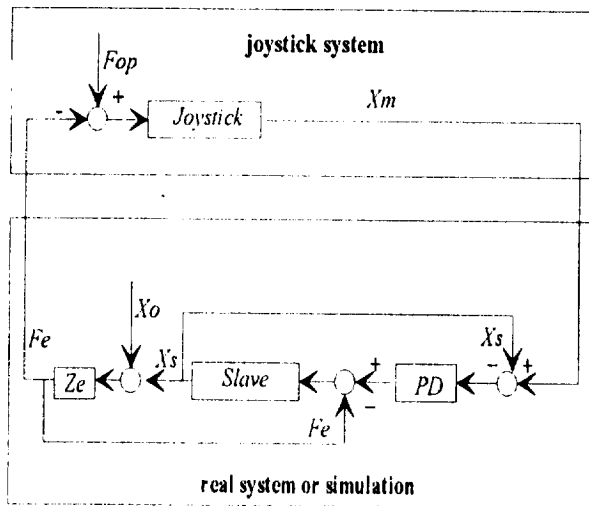 joystick system
Fop
- +
Joystick
Xm
Xo
Fe
Xs
Xs
Ze
Slave
+
-
PD
- +
Fe
real system or simulation